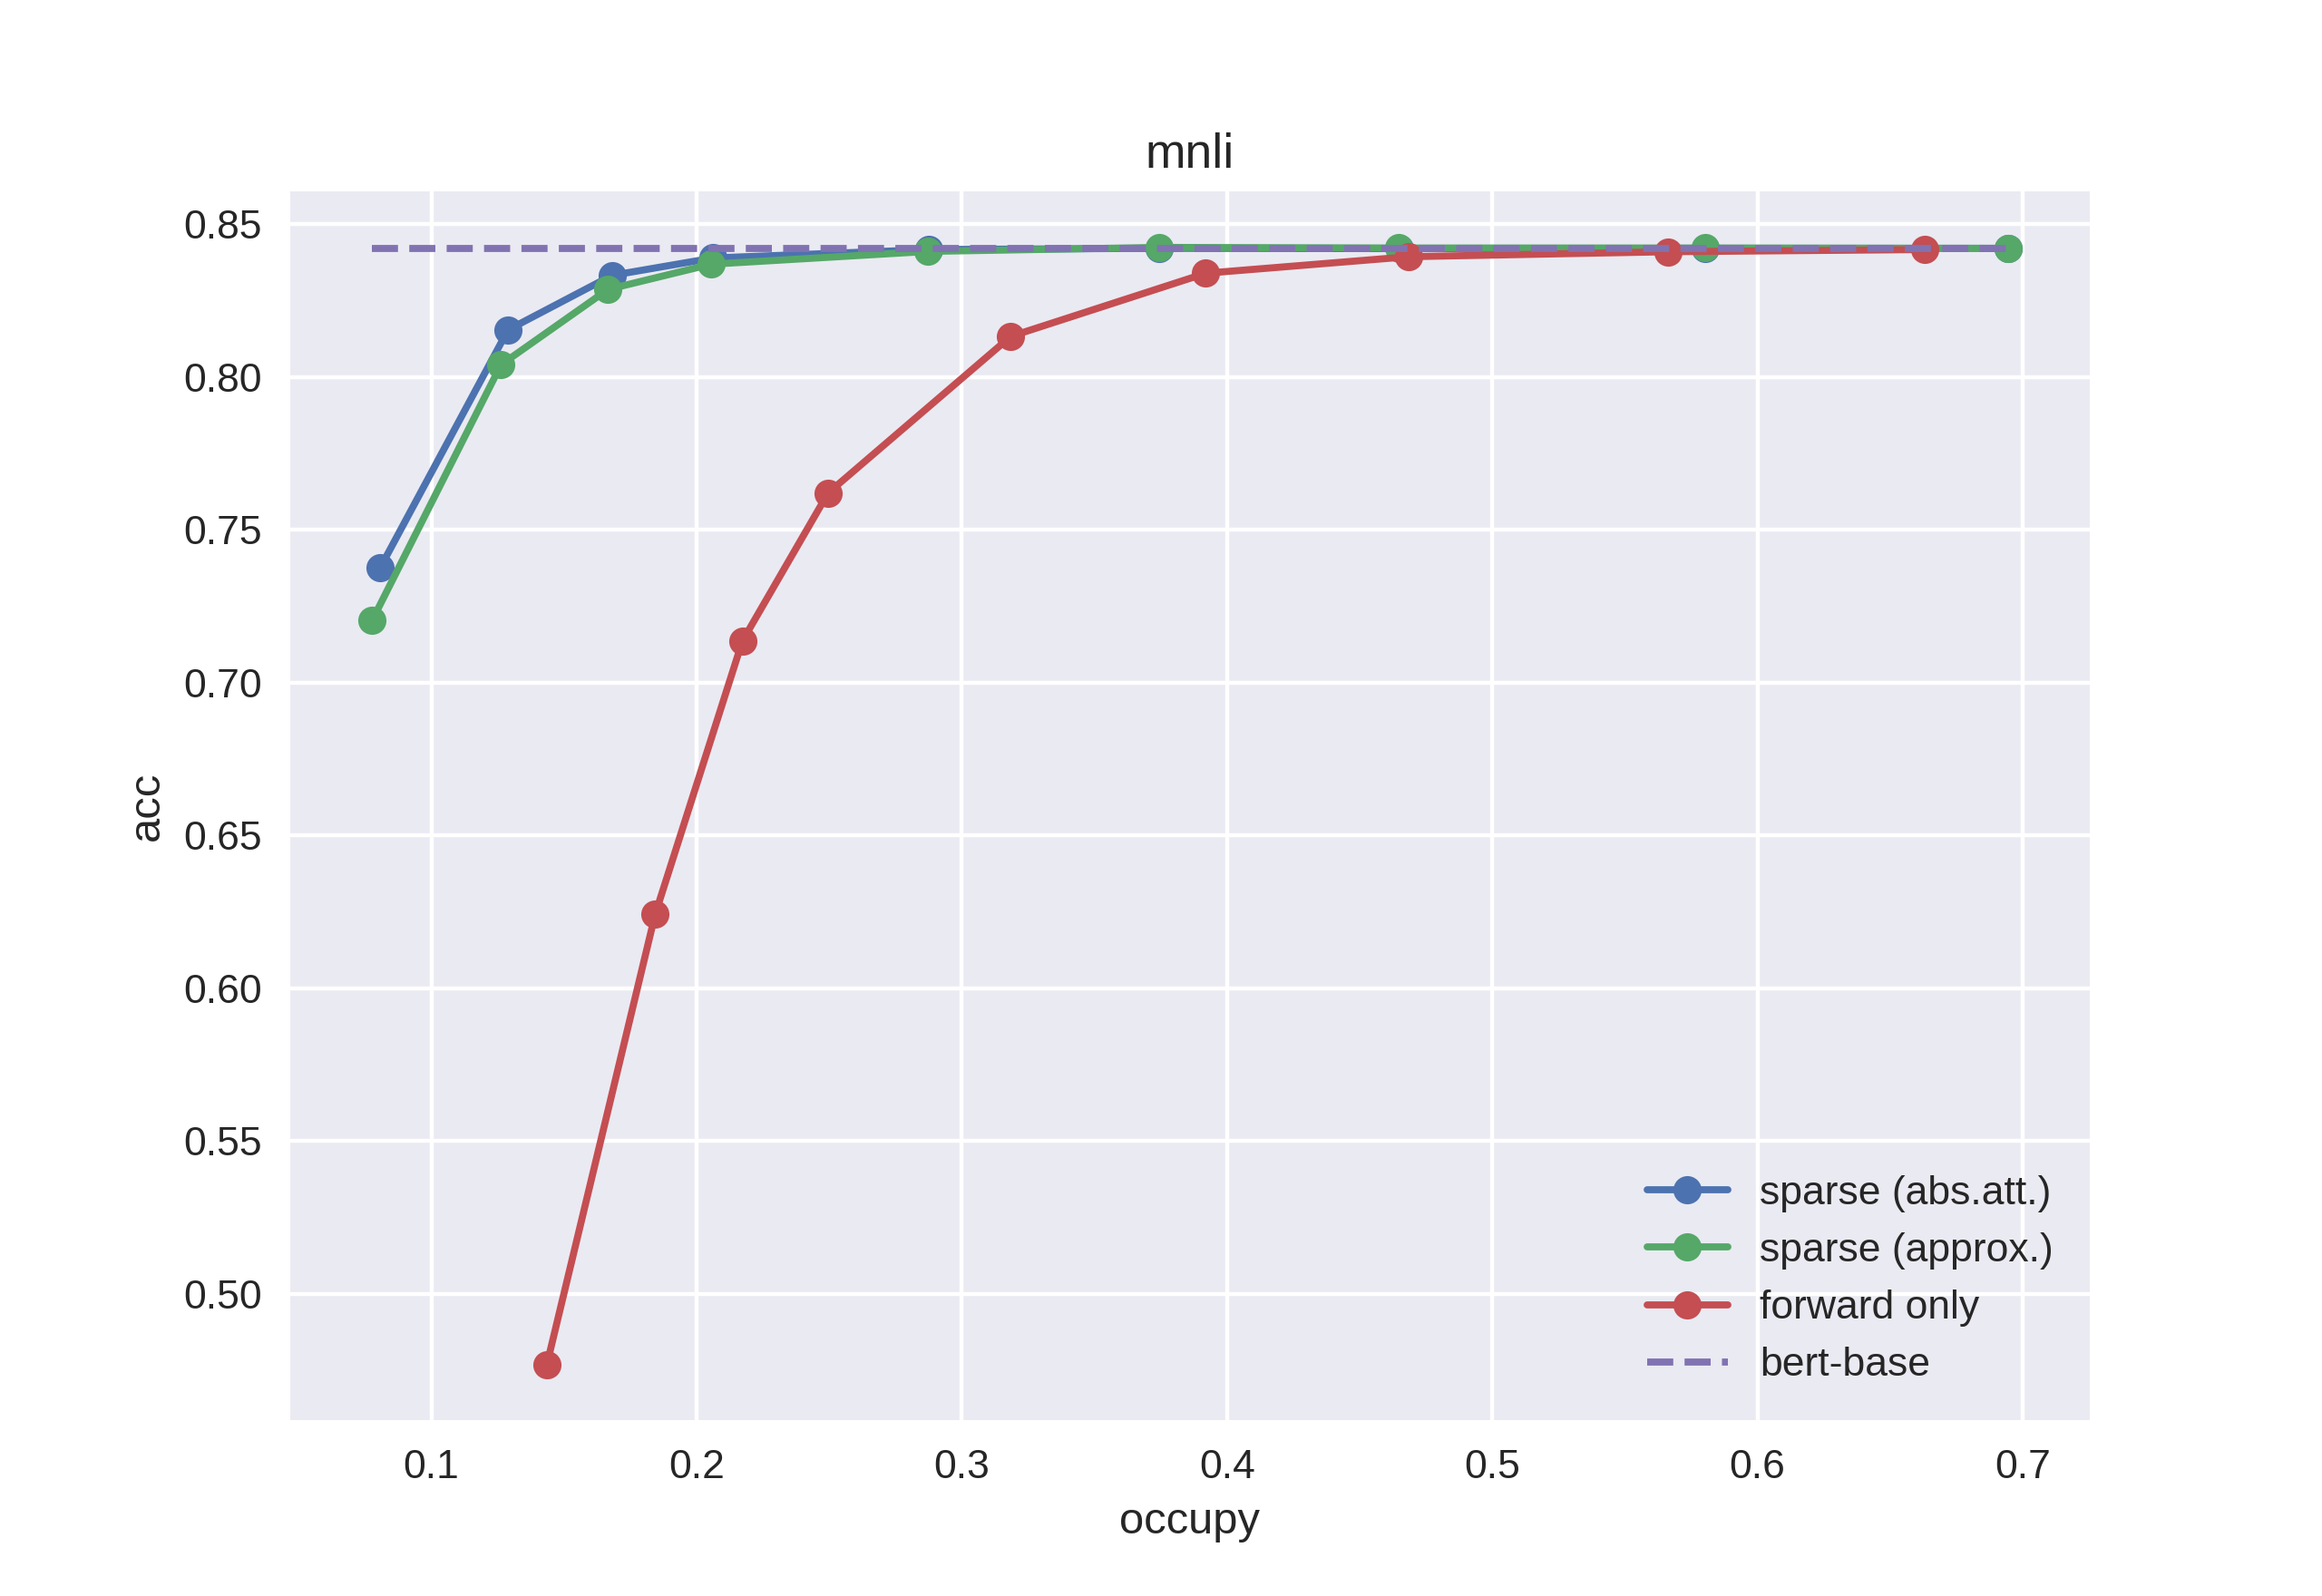 mnli
0.85
0.80
0.75
0.70
0.65
0.60
0.55
0.50
acc
0.1 0.2 0.3 0.4 0.5 0.6 0.7
occupy
sparse (abs.att.)
sparse (approx.)
forward only
bert-base